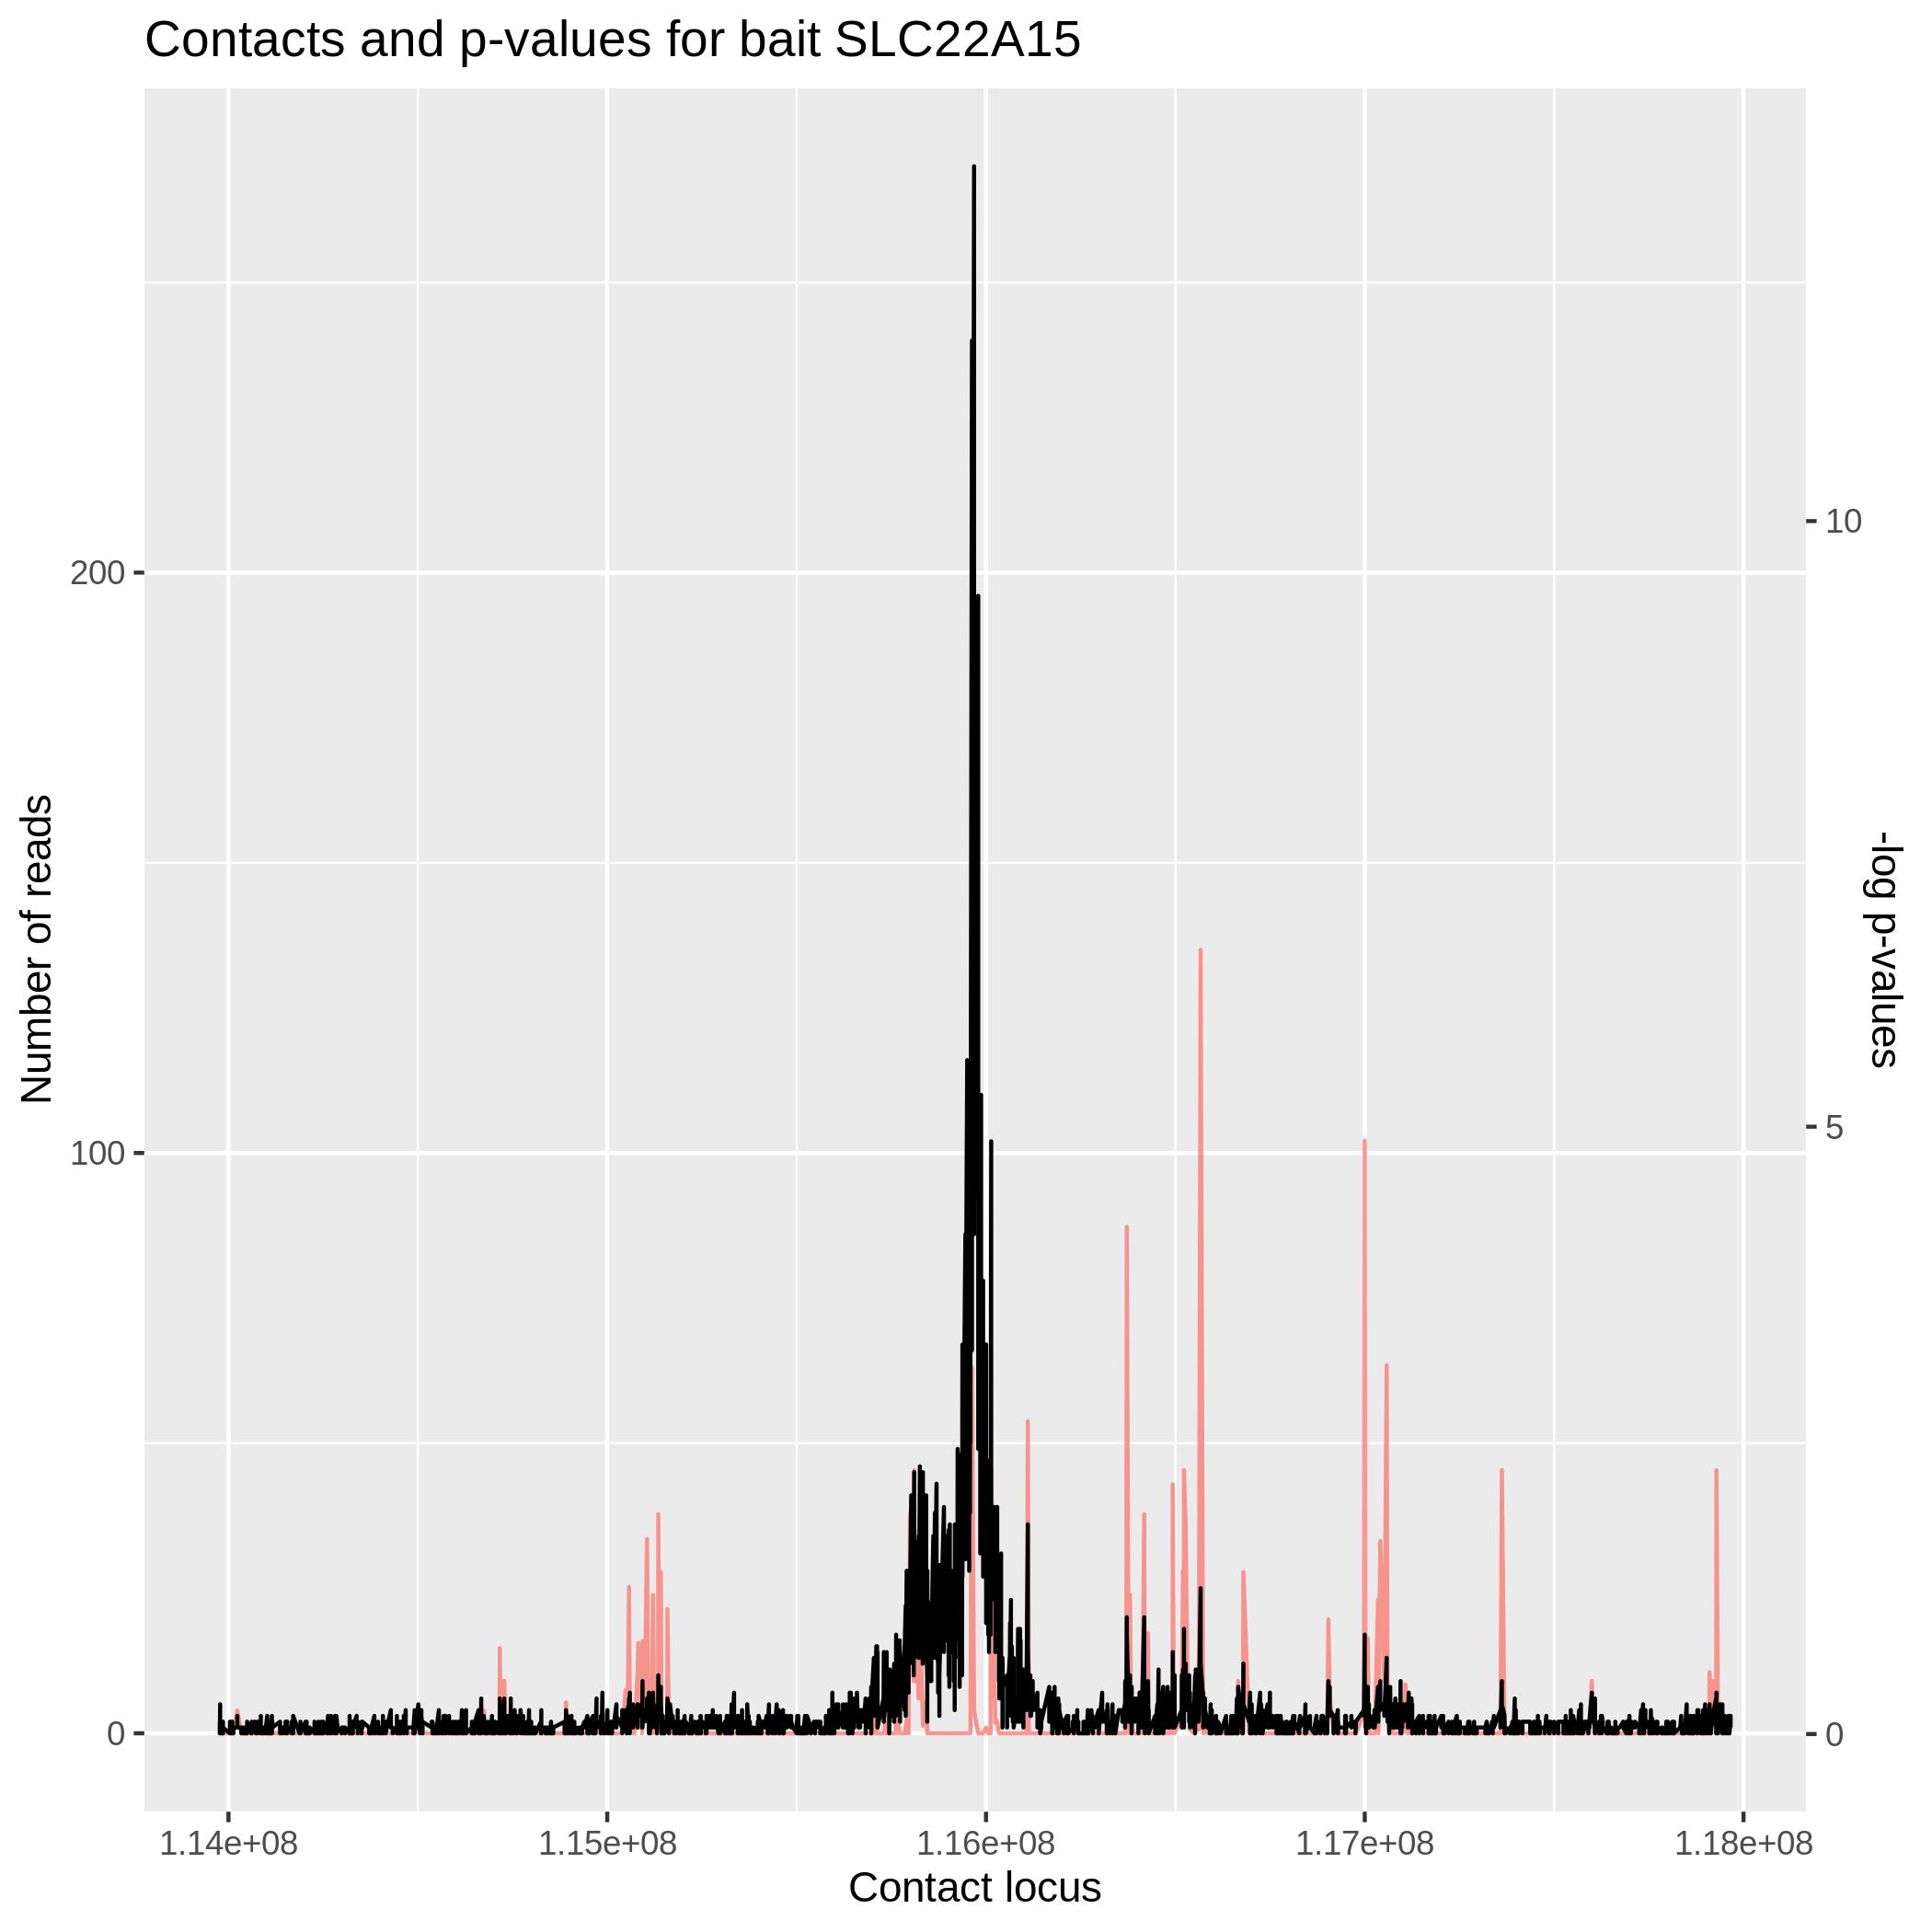 Contacts and p-values for bait SLC22A15
Number of reads
200
100
0
10
5
0
-log p-values
1.14e+08 1.15e+08 1.16e+08 1.17e+08 1.18e+08
Contact locus